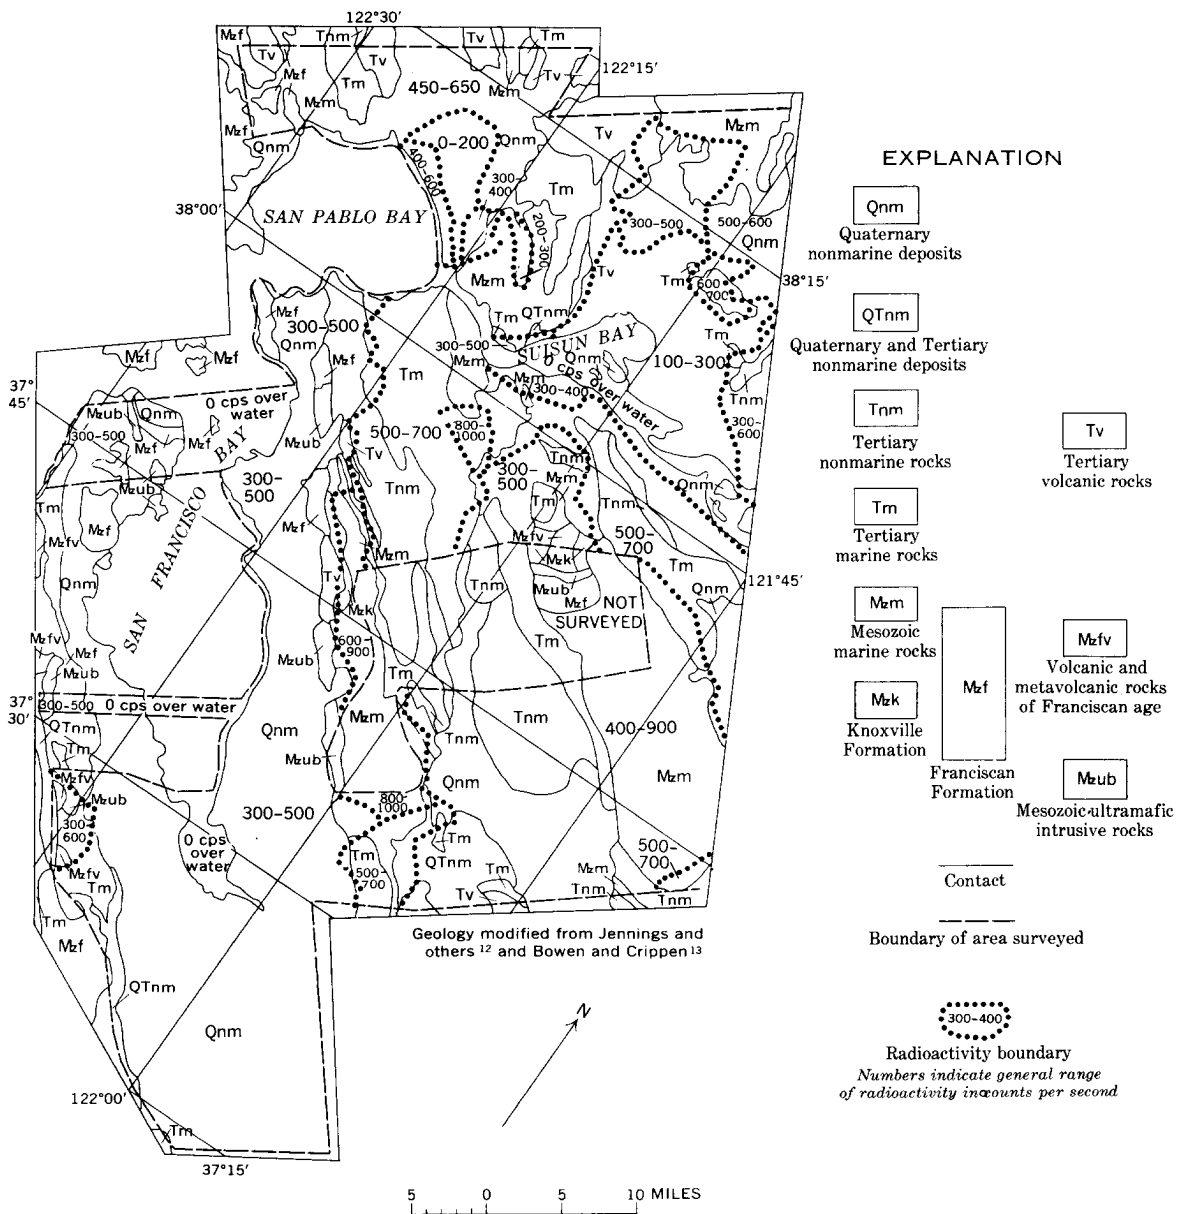 122°30'
Mzf
Tnm
Tm
Tv
Tv
Mzf
Tm
Tv
122°15'
Mzm
450-650
Mzm
Mzf
Qnm
0-200
Qnm
Tv
Mzm
400-600
300-
400
Tm
38°00'
SAN PABLO BAY
200-300
300-500
500-600
Qnm
Mzm
Tv
Tm
600
700
38°15'
QTnm
Tm
Mzf
300-500
Qnm
SUISUN BAY
300-500
Qnm
Tm
100-300
Mzf
Mzf
Mzf
Tm
Mzm
Mzm
0 cps over water
300-400
Tnm
37°
45'
0 cps over
water
Mzub
Qnm
300-500
Mzf
Mzf
Mzub
500-700
800-
1000
300-
600
Tv
BAY
Mzub
300-
500
Tnm
300-
500
Tnm
Mzm
Tm
Tnm
Qnm
Tm
Mzf
Mzf
Mzfv
SAN FRANCISCO
Mzm
Mzfv
Mzk
500-
700
Tm
Qnm
Tv
Tnm
Mzub
Mzf
NOT
SURVEYED
121°45'
Qnm
Mzk
600-
900
Tm
Tm
Mzfv
Mzf
Mzub
Mzub
37°
30'
300-500
0 cps over water
Qnm
Mzm
Tnm
Tnm
400-900
QTnm
Tm
Mzub
Qnm
Mzm
Mzfv
Mzub
300-
600
300-500
800-
1000
0 cps
over
water
Tm
500-
700
Tm
QTnm
Tm
Mzm
500-
700
Mzfv
Tm
Tv
Tnm
Tnm
Tm
Mzf
QTnm
Qnm
122°00'
Tm
37°15'
Geology modified from Jennings and
others 12 and Bowen and Crippen 13
N
5 0 5 10 MILES
EXPLANATION
Qnm
Quaternary
nonmarine deposits
QTnm
Quaternary and Tertiary
nonmarine deposits
Tnm
Tertiary
nonmarine rocks
Tv
Tertiary
volcanic rocks
Tm
Tertiary
marine rocks
Mzm
Mesozoic
marine rocks
Mzk
Knoxville
Formation
Mzf
Franciscan
Formation
Mzfv
Volcanic and
metavolcanic rocks
of Franciscan age
Mzub
Mesozoic ultramafic
intrusive rocks
Contact
Boundary of area surveyed
300-400
Radioactivity boundary
Numbers indicate general range
of radioactivity in counts per second